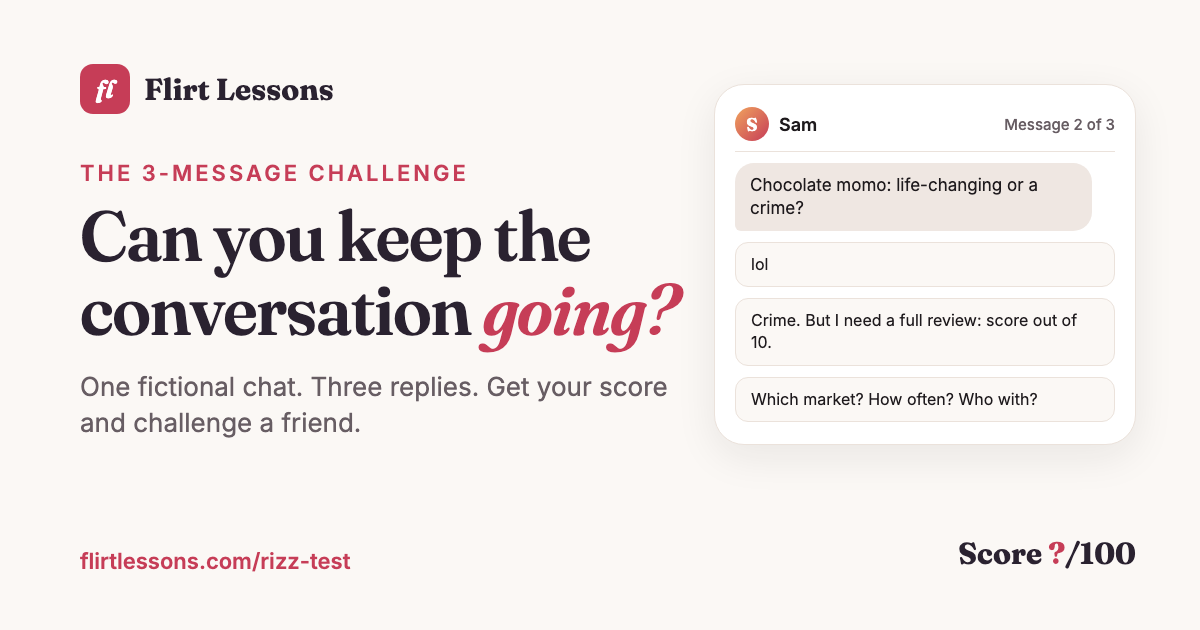 fl
Flirt Lessons
THE 3-MESSAGE CHALLENGE
Can you keep the
conversation going?
One fictional chat. Three replies. Get your score
and challenge a friend.
flirtlessons.com/rizz-test
S
Sam
Message 2 of 3
Chocolate momo: life-changing or a
crime?
lol
Crime. But I need a full review: score out of
10.
Which market? How often? Who with?
Score ?/100